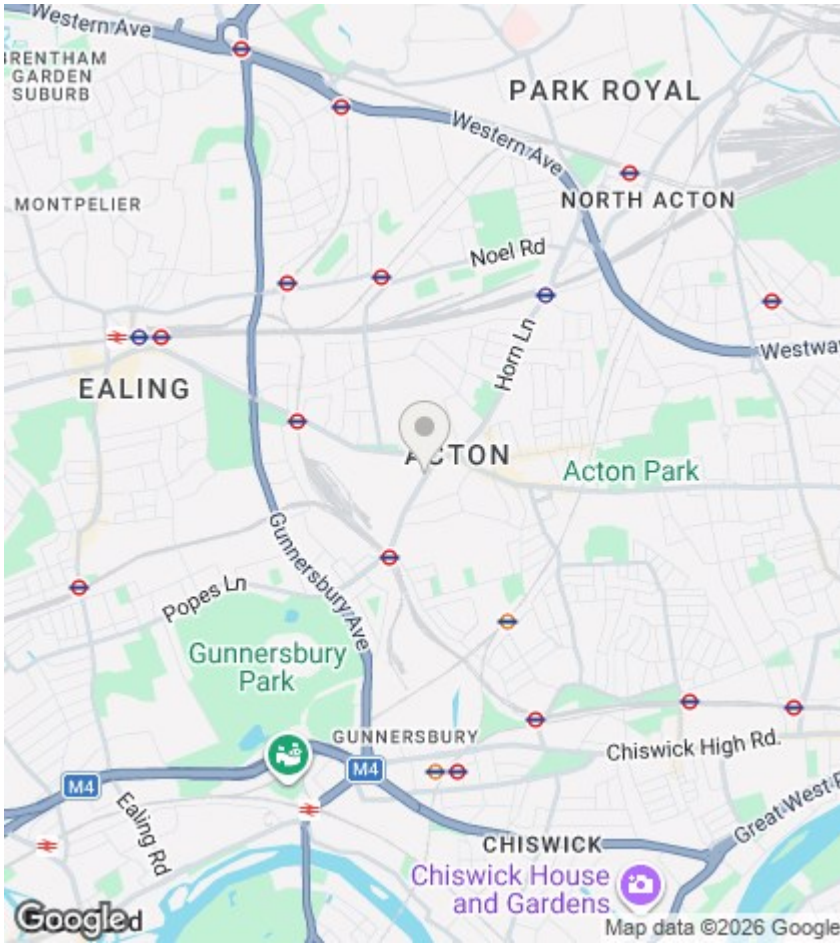 Western Ave
BRENTHAM
GARDEN
SUBURB
PARK ROYAL
Western Ave
MONTPELIER
NORTH ACTON
Noel Rd
Horn Ln
Westway
EALING
ACTON
Acton Park
Gunnersbury Ave
Popes Ln
Gunnersbury
Park
GUNNERSBURY
Chiswick High Rd.
M4
M4
Ealing Rd
Great West R
CHISWICK
Chiswick House
and Gardens
Google
Map data ©2026 Google